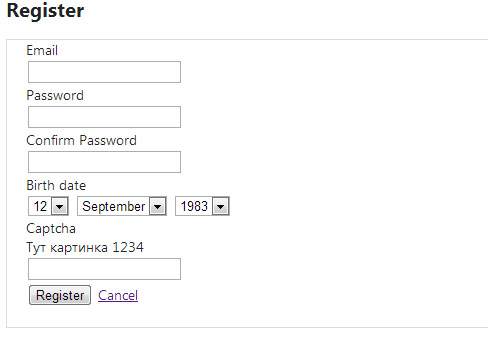 Register
Email
Password
Confirm Password
Birth date
12 September 1983
Captcha
Тут картинка 1234
Register Cancel